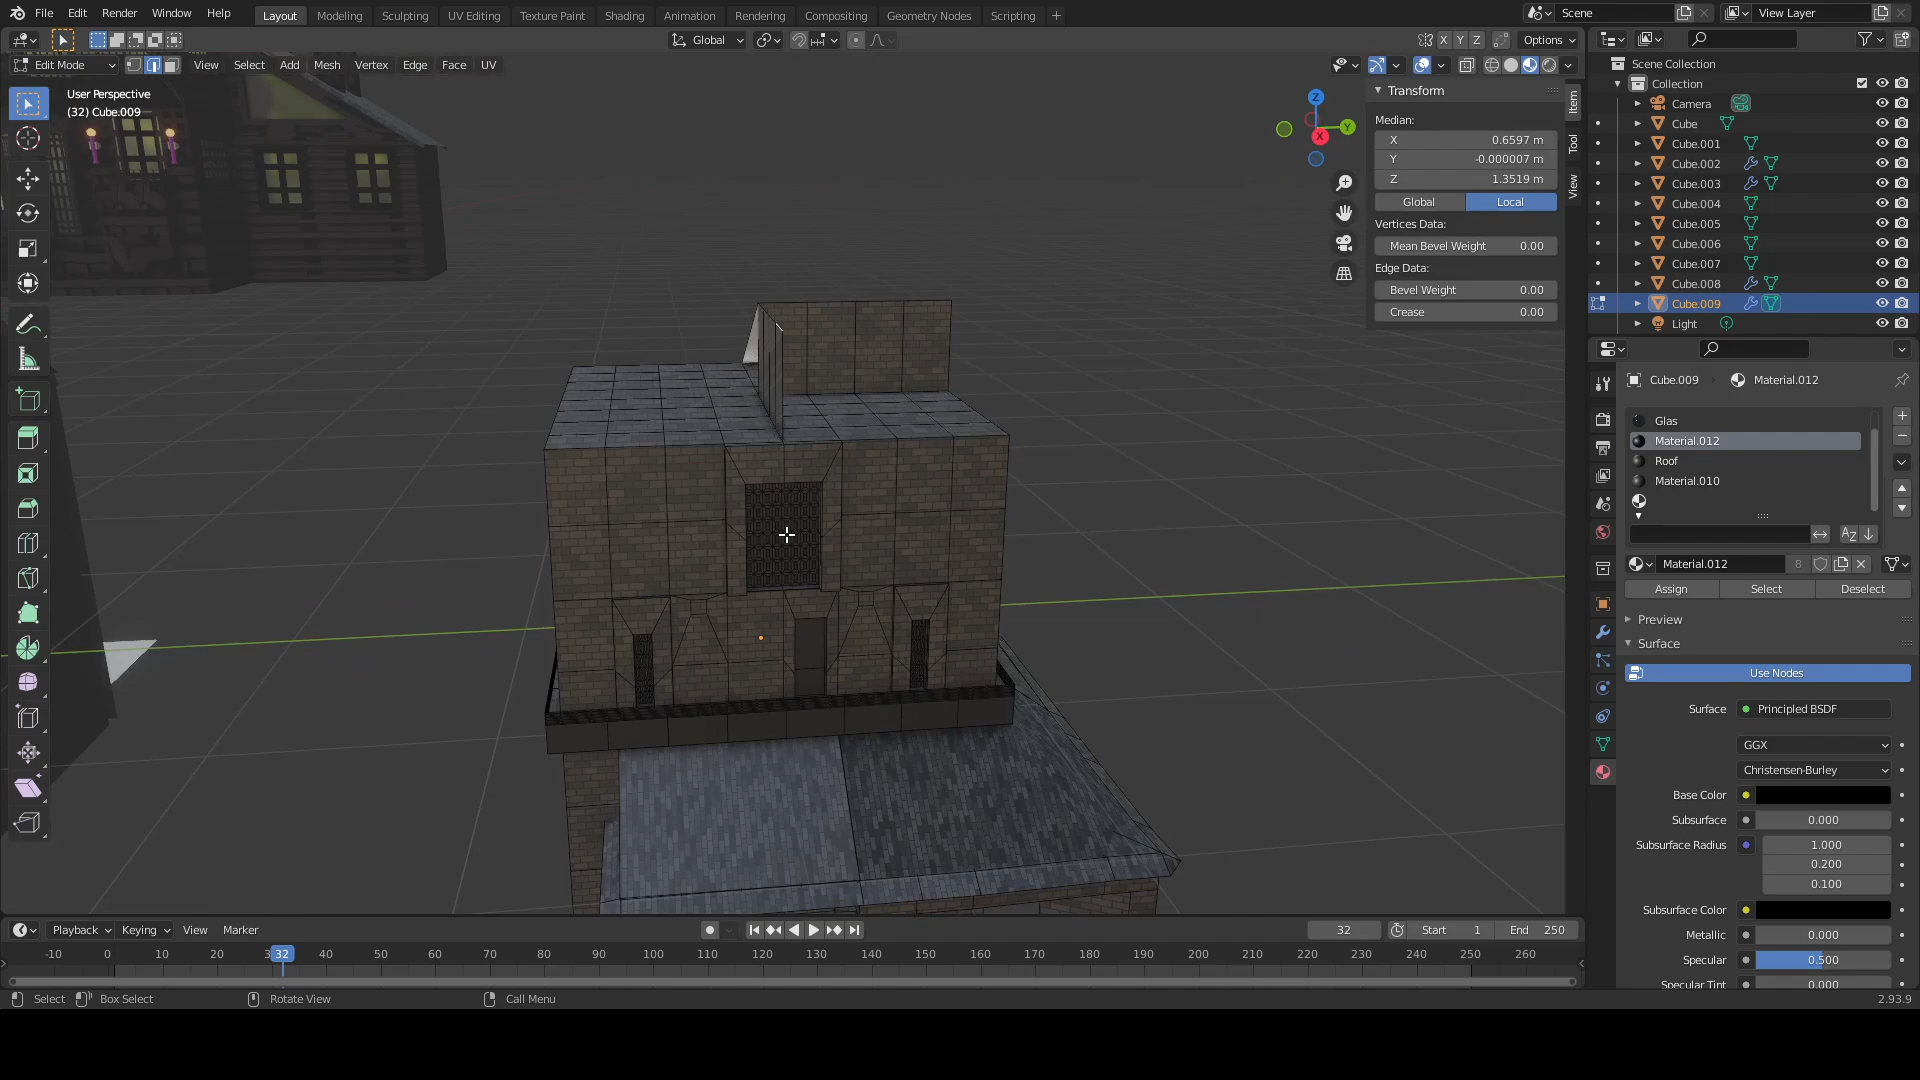 File Edit Render Window Help Layout Modeling Sculpting UV Editing Texture Paint Shading Animation Rendering Compositing Geometry Nodes Scripting + Scene View Layer
Global X Y Z Options
Edit Mode View Select Add Mesh Vertex Edge Face UV
User Perspective
(32) Cube.009
Z
Y
X
Transform
Median:
X 0.6597 m
Y -0.000007 m
Z 1.3519 m
Global Local
Vertices Data:
Mean Bevel Weight 0.00
Edge Data:
Bevel Weight 0.00
Crease 0.00
Item
Tool
View
Scene Collection
Collection
Camera
Cube
Cube.001
Cube.002
Cube.003
Cube.004
Cube.005
Cube.006
Cube.007
Cube.008
Cube.009
Light
Cube.009 Material.012
Glas
Material.012
Roof
Material.010
Material.012 8
Assign Select Deselect
Preview
Surface
Use Nodes
Surface Principled BSDF
GGX
Christensen-Burley
Base Color
Subsurface 0.000
Subsurface Radius 1.000
0.200
0.100
Subsurface Color
Metallic 0.000
Specular 0.500
Specular Tint 0.000
Playback Keying View Marker 32 Start 1 End 250
-10 0 10 20 3 32 40 50 60 70 80 90 100 110 120 130 140 150 160 170 180 190 200 210 220 230 240 250 260
Select Box Select Rotate View Call Menu 2.93.9